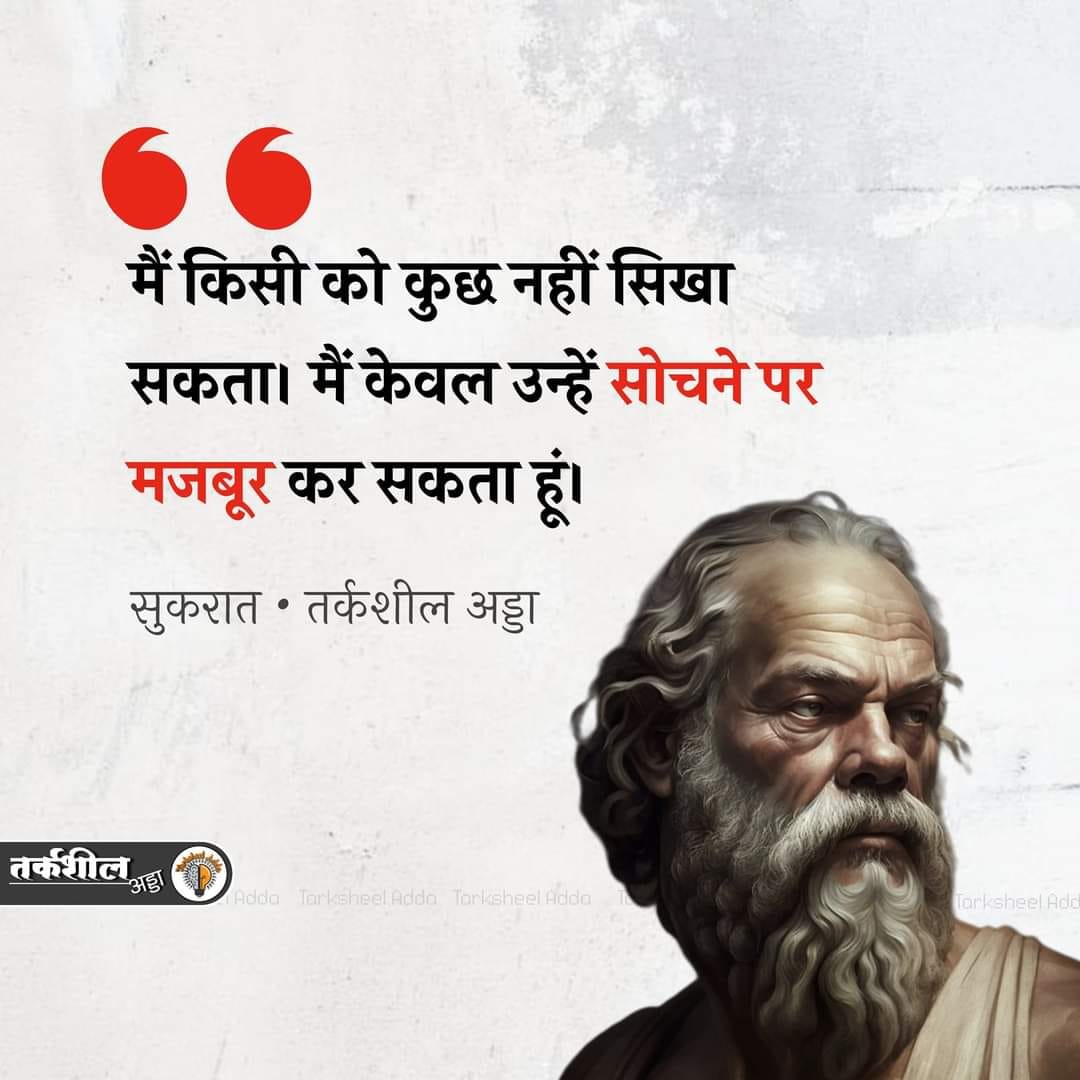 मैं किसी को कुछ नहीं सिखा
सकता। मैं केवल उन्हें सोचने पर
मजबूर कर सकता हूं।
सुकरात • तर्कशील अड्डा
तर्कशील अड्डा
Adda Tarksheel Adda Tarksheel Adda Tarksheel